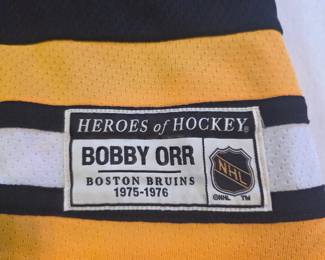 HEROES of HOCKEY®
BOBBY ORR
BOSTON BRUINS
1975-1976
NHL
©NHL ™